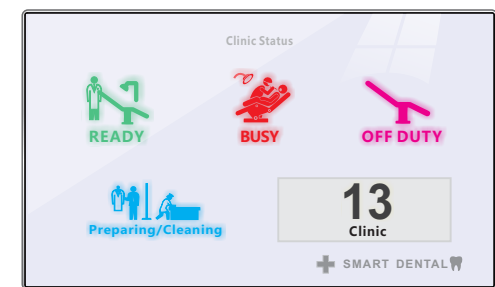 Clinic Status
READY
BUSY
OFF DUTY
Preparing/Cleaning
13
Clinic
SMART DENTAL